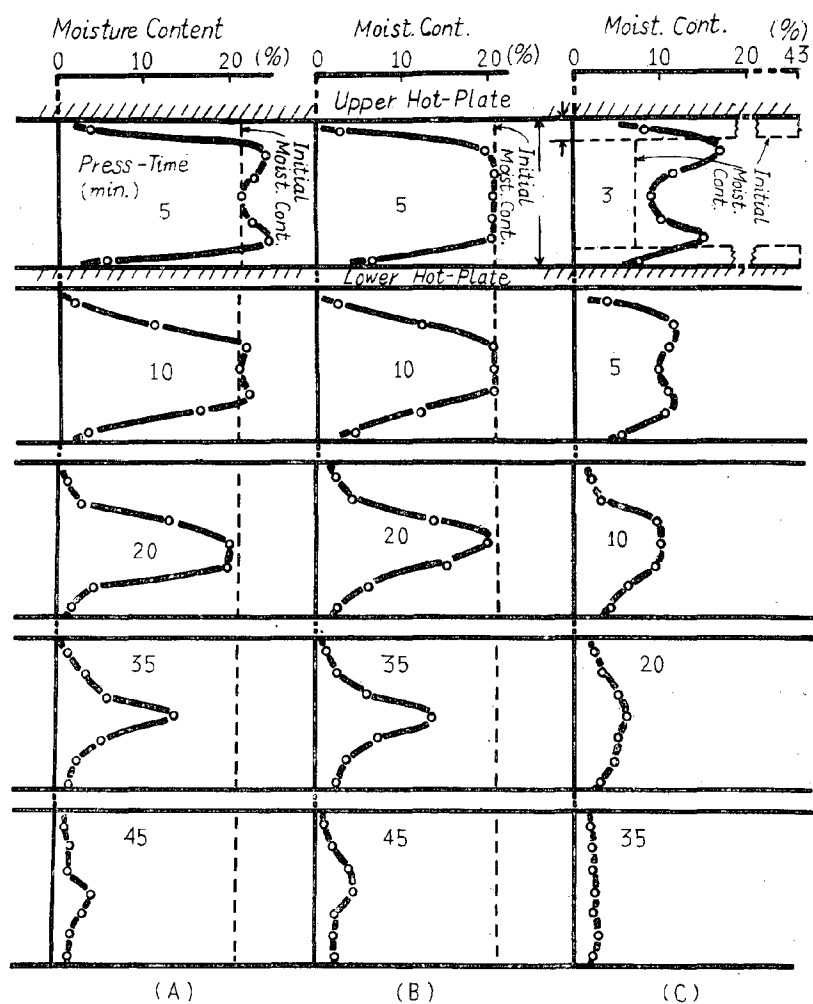 Moisture Content Moist. Cont. Moist. Cont. (%)
0 10 20 (%) 0 10 20 (%) 0 10 20 43
Upper Hot-Plate
Press-Time
(min.)
Initial
Moist. Cont
Initial
Moist. Cont.
Initial
Moist.
Cont.
Initial
5 5 3
Lower Hot-Plate
10 10 5
20 20 10
35 35 20
45 45 35
(A) (B) (C)